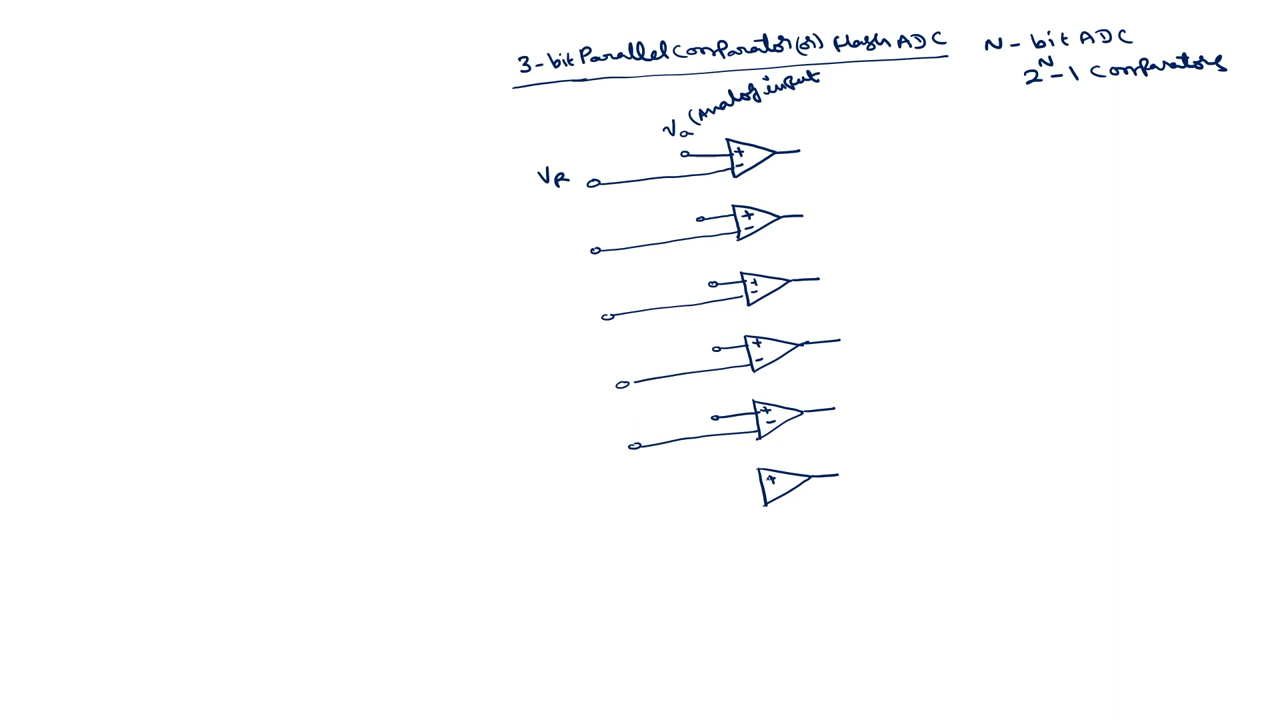 3-bit Parallel Comparator (or) Flash ADC
N-bit ADC
2^N-1 Comparators
Va (Analog input
VR
+
-
+
-
+
-
+
-
+
-
+